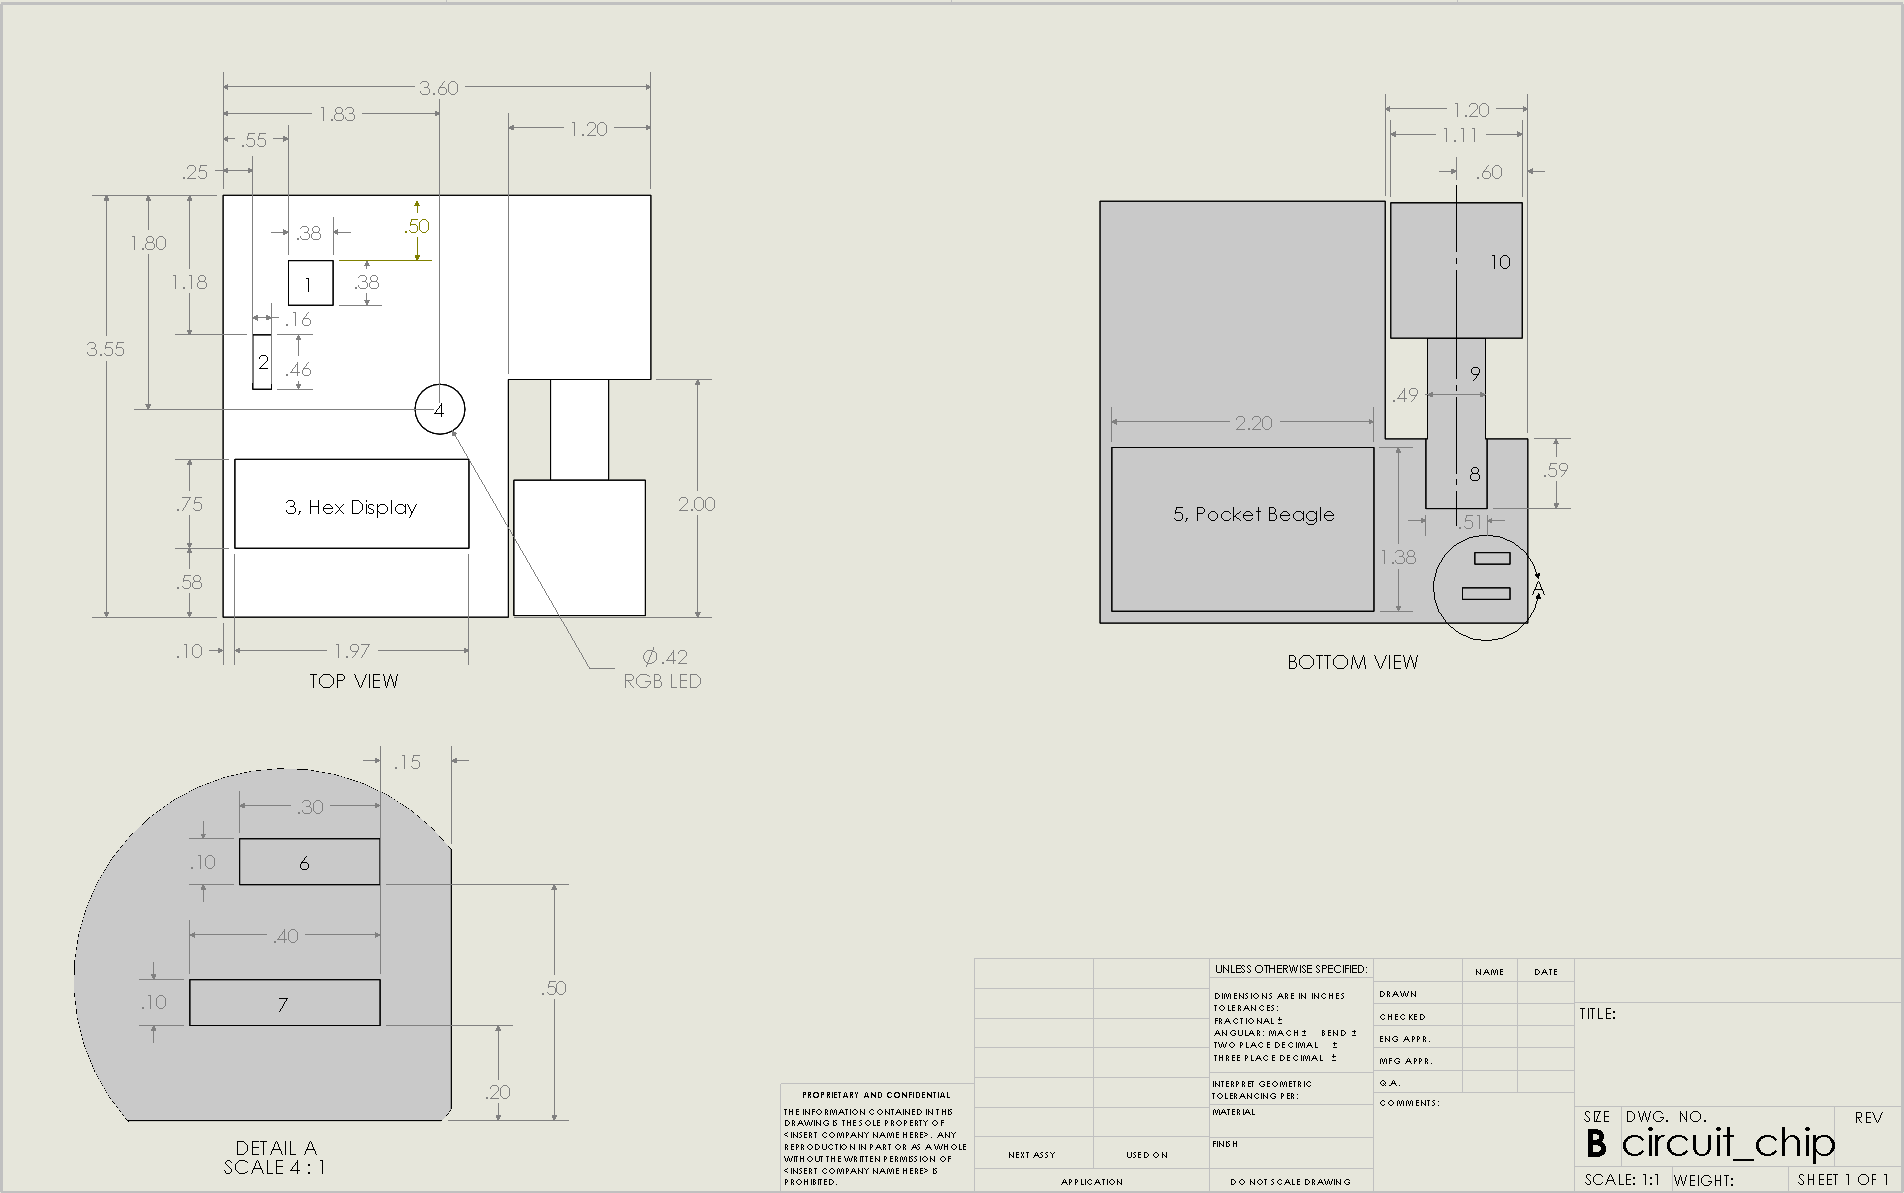 3.60
1.83
1.20
.55
.25
.50
.38
1
.38
1.80
1.18
.16
2
.46
3.55
4
3, Hex Display
.75
2.00
.58
.10
1.97
Ø.42
RGB LED
TOP VIEW
1.20
1.11
.60
10
9
.49
2.20
8
.59
5, Pocket Beagle
.51
1.38
A
BOTTOM VIEW
.15
.30
.10
6
.40
.10
7
.50
.20
DETAIL A
SCALE 4 : 1
PROPRIETARY AND CONFIDENTIAL
THE INFORMATION CONTAINED IN THIS
DRAWING IS THE SOLE PROPERTY OF
<INSERT COMPANY NAME HERE>. ANY
REPRODUCTION IN PART OR AS A WHOLE
WITHOUT THE WRITTEN PERMISSION OF
<INSERT COMPANY NAME HERE> IS
PROHIBITED.
NEXT ASSY
USED ON
APPLICATION
UNLESS OTHERWISE SPECIFIED:
DIMENSIONS ARE IN INCHES
TOLERANCES:
FRACTIONAL ±
ANGULAR: MACH ± BEND ±
TWO PLACE DECIMAL ±
THREE PLACE DECIMAL ±
INTERPRET GEOMETRIC
TOLERANCING PER:
MATERIAL
FINISH
DO NOT SCALE DRAWING
NAME
DATE
DRAWN
CHECKED
ENG APPR.
MFG APPR.
Q.A.
COMMENTS:
TITLE:
SIZE
DWG. NO.
REV
B
circuit_chip
SCALE: 1:1
WEIGHT:
SHEET 1 OF 1